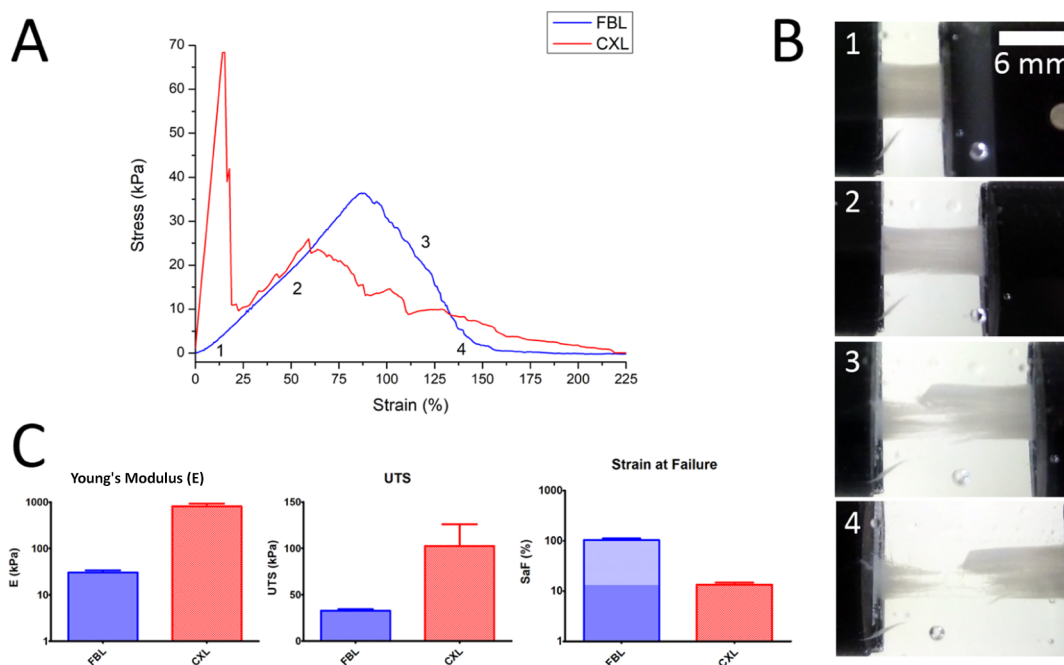 A
FBL
CXL
70
60
50
40
30
20
10
0
Stress (kPa)
1
2
3
4
0 25 50 75 100 125 150 175 200 225
Strain (%)
B
1
6 mm
2
3
4
C
Young's Modulus (E)
1000
100
10
1
E (kPa)
FBL CXL
UTS
150
100
50
0
UTS (kPa)
FBL CXL
Strain at Failure
1000
100
10
1
SaF (%)
FBL CXL